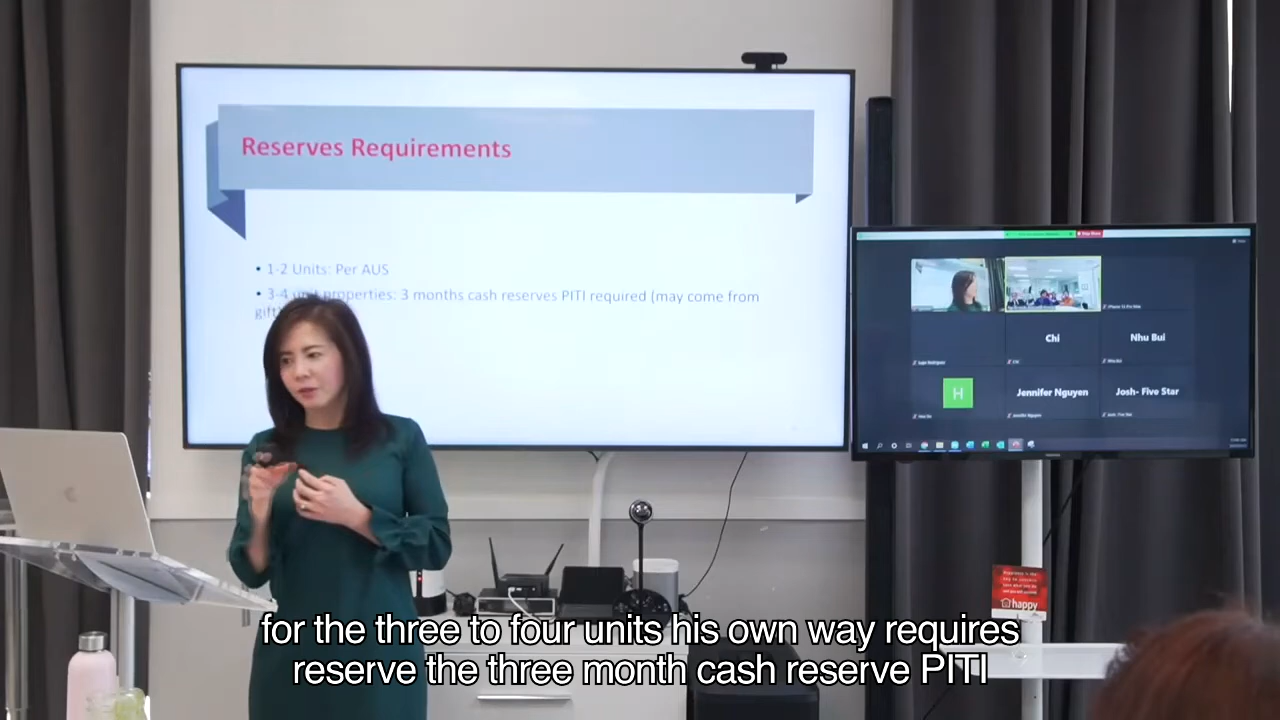 Reserves Requirements
• 1-2 Units: Per AUS
• 3-4 unit properties: 3 months cash reserves PITI required (may come from
gift
Chi
Nhu Bui
H
Jennifer Nguyen
Josh- Five Star
happy
for the three to four units his own way requires
reserve the three month cash reserve PITI